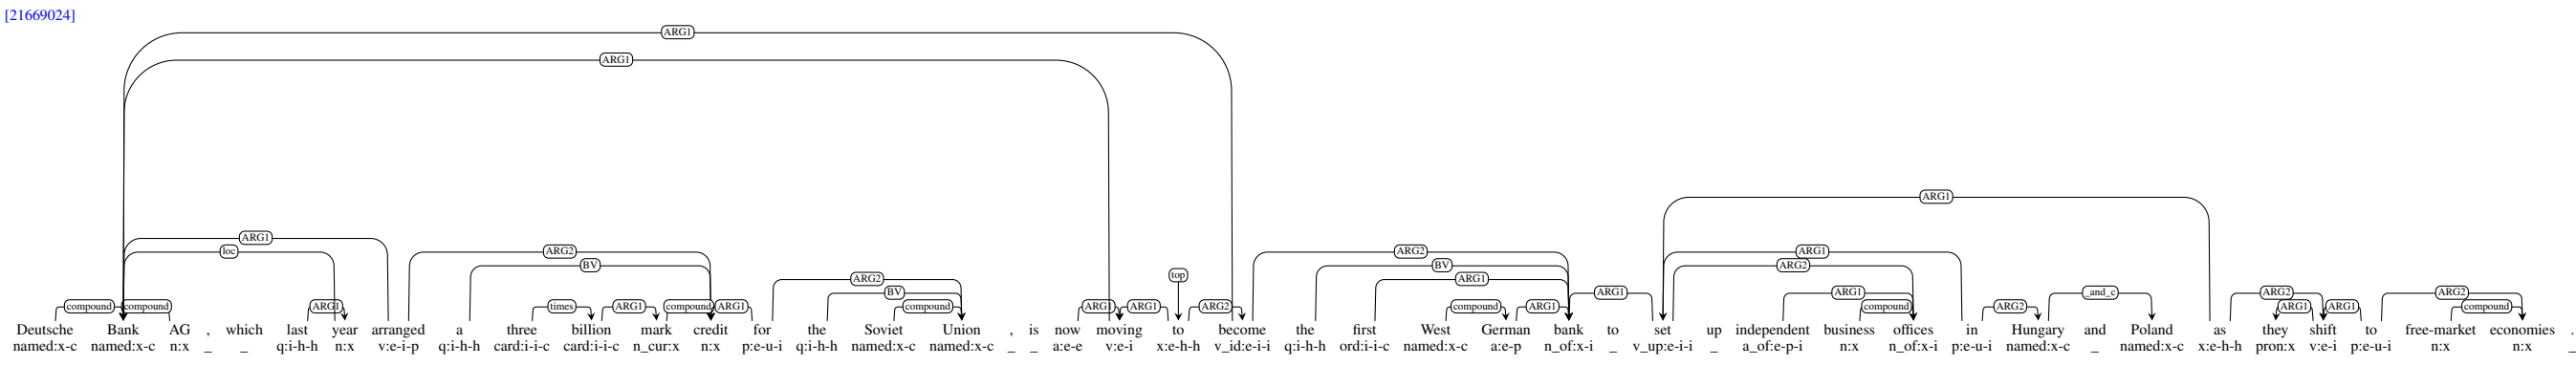 [21669024]
ARG1
ARG1
ARG1
ARG1
loc ARG2 ARG2 ARG1
BV BV ARG2
ARG2 top ARG1
BV ARG1 ARG1 _and_c ARG2 ARG2
compound compound ARG1 times ARG1 compound ARG1 compound ARG1 ARG1 ARG2 compound ARG1 compound ARG2 ARG1 ARG1 compound
Deutsche Bank AG , which last year arranged a three billion mark credit for the Soviet Union , is now moving to become the first West German bank to set up independent business offices in Hungary and Poland as they shift to free-market economies .
named:x-c named:x-c n:x _ _ q:i-h-h n:x v:e-i-p q:i-h-h card:i-i-c card:i-i-c n_cur:x n:x p:e-u-i q:i-h-h named:x-c named:x-c _ _ a:e-e v:e-i x:e-h-h v_id:e-i-i q:i-h-h ord:i-i-c named:x-c a:e-p n_of:x-i _ v_up:e-i-i _ a_of:e-p-i n:x n_of:x-i p:e-u-i named:x-c _ named:x-c x:e-h-h pron:x v:e-i p:e-u-i n:x n:x _